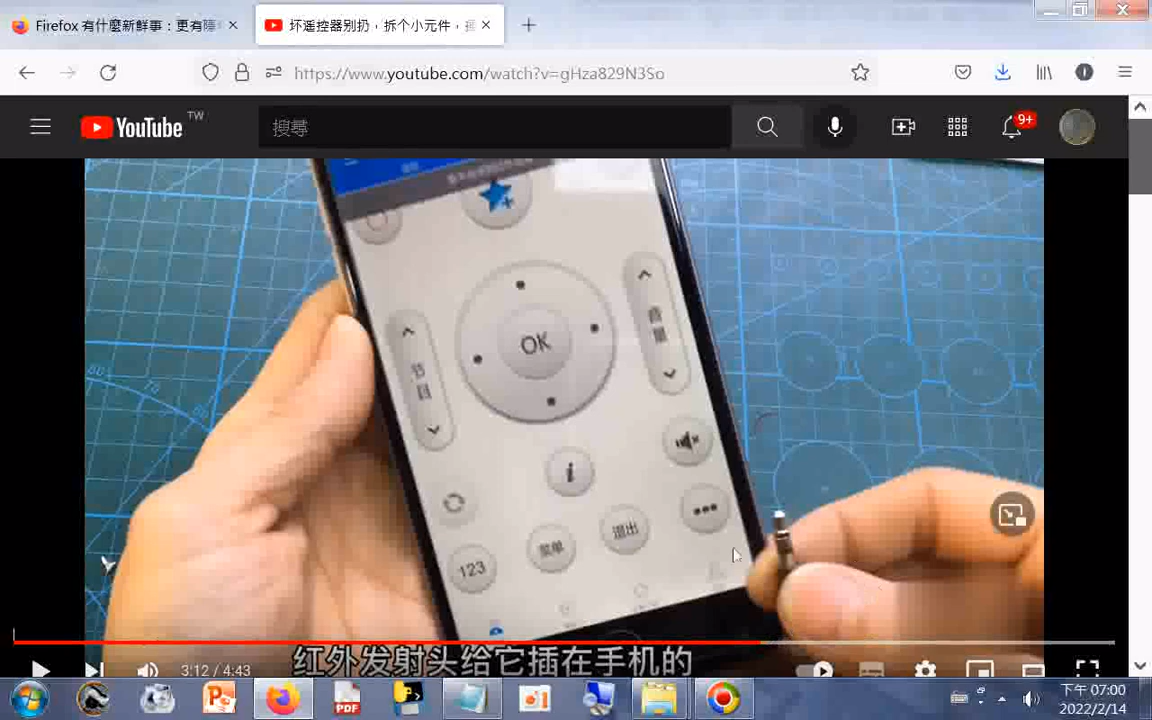 Firefox 有什麼新鮮事：更有障
坏遥控器别扔，拆个小元件，插
https://www.youtube.com/watch?v=gHza829N3So
YouTube TW
搜尋
9+
OK
音量
节目
i
123
菜单
退出
红外发射头给它插在手机的
3:12 / 4:43
PDF
下午 07:00
2022/2/14